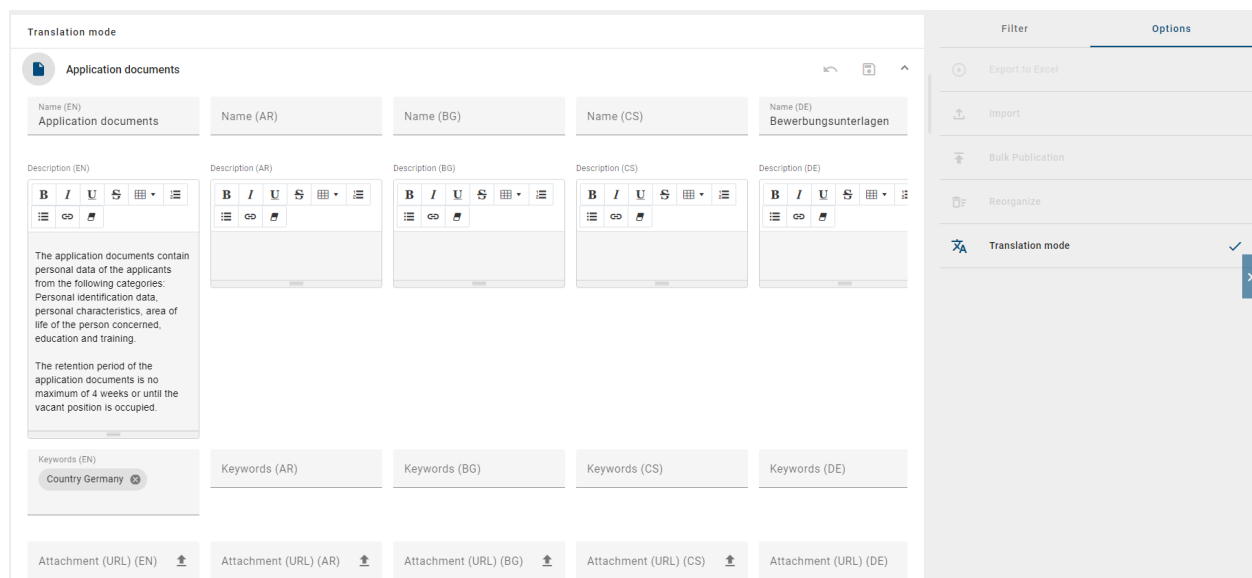 Translation mode
Filter
Options
Application documents
Export to Excel
Import
Bulk Publication
Reorganize
Translation mode
Name (EN)
Application documents
Name (AR)
Name (BG)
Name (CS)
Name (DE)
Bewerbungsunterlagen
Description (EN)
Description (AR)
Description (BG)
Description (CS)
Description (DE)
B I U S
B I U S
B I U S
B I U S
B I U S
The application documents contain
personal data of the applicants
from the following categories:
Personal identification data,
personal characteristics, area of
life of the person concerned,
education and training.
The retention period of the
application documents is no
maximum of 4 weeks or until the
vacant position is occupied.
Keywords (EN)
Country Germany
Keywords (AR)
Keywords (BG)
Keywords (CS)
Keywords (DE)
Attachment (URL) (EN)
Attachment (URL) (AR)
Attachment (URL) (BG)
Attachment (URL) (CS)
Attachment (URL) (DE)